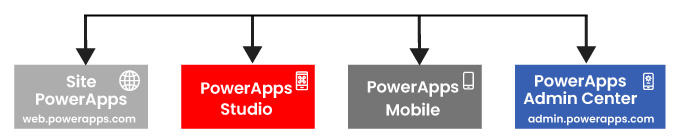 Site
PowerApps
web.powerapps.com
PowerApps
Studio
PowerApps
Mobile
PowerApps
Admin Center
admin.powerapps.com